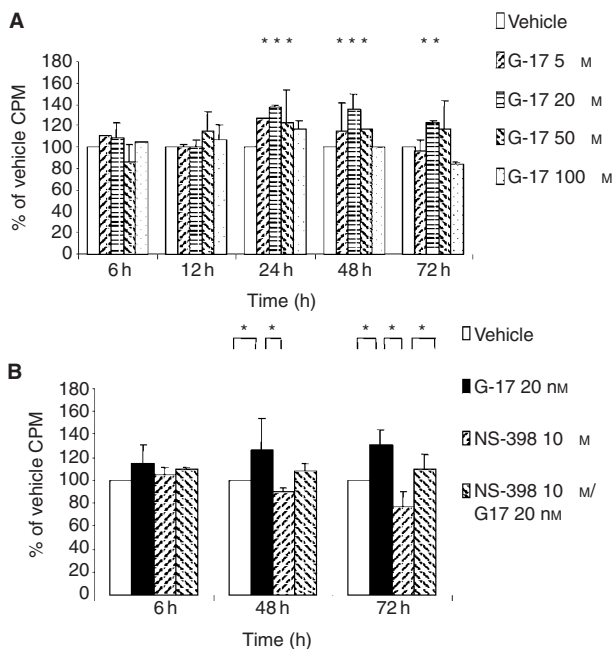 A
% of vehicle CPM
180
160
140
120
100
80
60
40
20
0
* * *
* * *
* *
6 h
12 h
24 h
48 h
72 h
Time (h)
Vehicle
G-17 5 M
G-17 20 M
G-17 50 M
G-17 100 M
B
% of vehicle CPM
180
160
140
120
100
80
60
40
20
0
* *
* * *
6 h
48 h
72 h
Time (h)
Vehicle
G-17 20 nM
NS-398 10 M
NS-398 10 M/
G17 20 nM